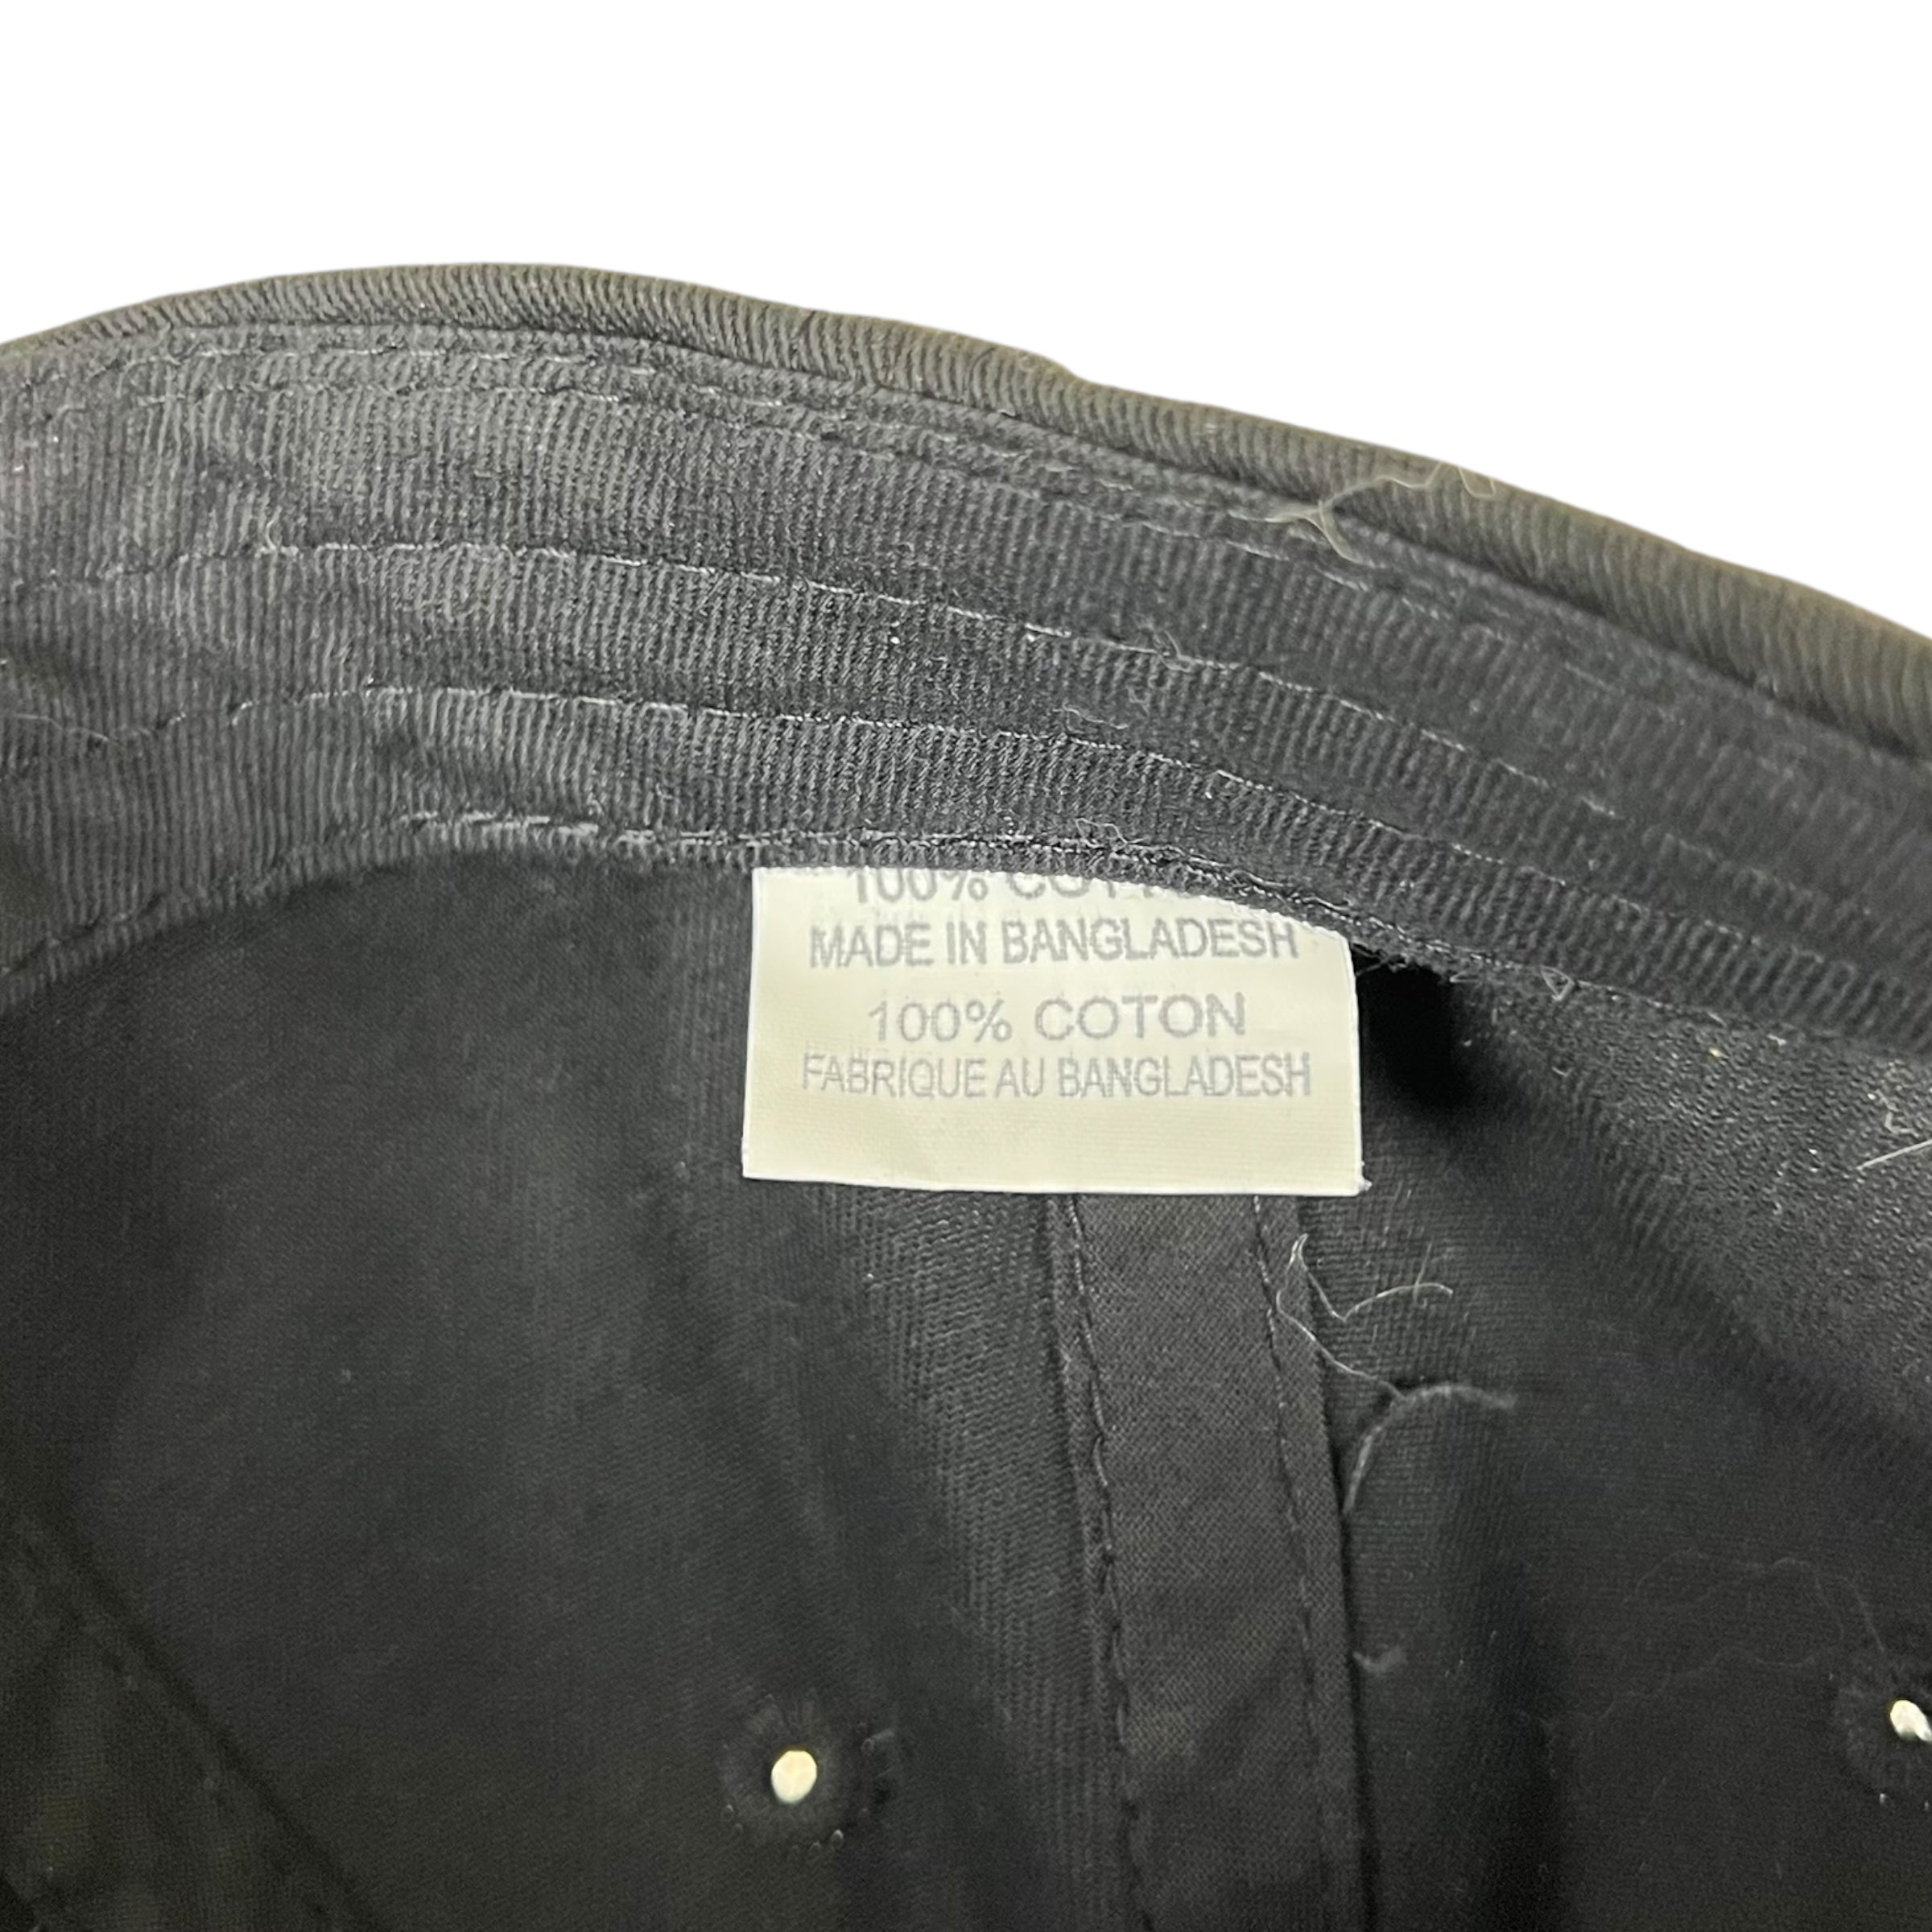 100% COTTON
MADE IN BANGLADESH
100% COTON
FABRIQUE AU BANGLADESH